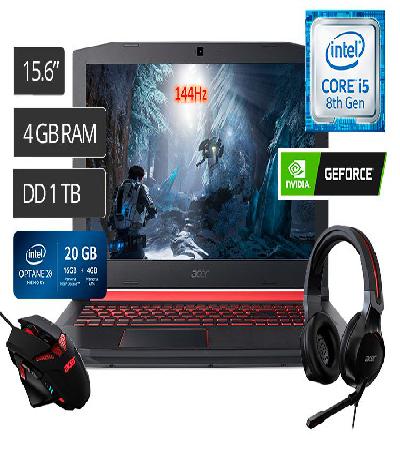 15.6”
4 GB RAM
DD 1 TB
intel
OPTANE
20 GB
16GB + 4GB
144Hz
acer
intel
CORE i5
8th Gen
NVIDIA
GEFORCE
acer
acer